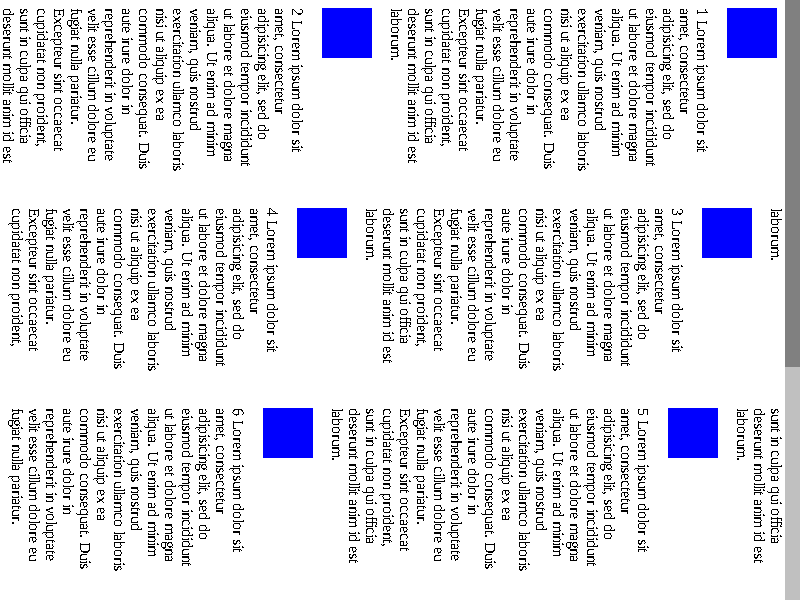 1 Lorem ipsum dolor sit
amet, consectetur
adipisicing elit, sed do
eiusmod tempor incididunt
ut labore et dolore magna
aliqua. Ut enim ad minim
veniam, quis nostrud
exercitation ullamco laboris
nisi ut aliquip ex ea
commodo consequat. Duis
aute irure dolor in
reprehenderit in voluptate
velit esse cillum dolore eu
fugiat nulla pariatur.
Excepteur sint occaecat
cupidatat non proident,
sunt in culpa qui officia
deserunt mollit anim id est
laborum.
2 Lorem ipsum dolor sit
amet, consectetur
adipisicing elit, sed do
eiusmod tempor incididunt
ut labore et dolore magna
aliqua. Ut enim ad minim
veniam, quis nostrud
exercitation ullamco laboris
nisi ut aliquip ex ea
commodo consequat. Duis
aute irure dolor in
reprehenderit in voluptate
velit esse cillum dolore eu
fugiat nulla pariatur.
Excepteur sint occaecat
cupidatat non proident,
sunt in culpa qui officia
deserunt mollit anim id est
laborum.
3 Lorem ipsum dolor sit
amet, consectetur
adipisicing elit, sed do
eiusmod tempor incididunt
ut labore et dolore magna
aliqua. Ut enim ad minim
veniam, quis nostrud
exercitation ullamco laboris
nisi ut aliquip ex ea
commodo consequat. Duis
aute irure dolor in
reprehenderit in voluptate
velit esse cillum dolore eu
fugiat nulla pariatur.
Excepteur sint occaecat
cupidatat non proident,
sunt in culpa qui officia
deserunt mollit anim id est
laborum.
4 Lorem ipsum dolor sit
amet, consectetur
adipisicing elit, sed do
eiusmod tempor incididunt
ut labore et dolore magna
aliqua. Ut enim ad minim
veniam, quis nostrud
exercitation ullamco laboris
nisi ut aliquip ex ea
commodo consequat. Duis
aute irure dolor in
reprehenderit in voluptate
velit esse cillum dolore eu
fugiat nulla pariatur.
Excepteur sint occaecat
cupidatat non proident,
sunt in culpa qui officia
deserunt mollit anim id est
laborum.
5 Lorem ipsum dolor sit
amet, consectetur
adipisicing elit, sed do
eiusmod tempor incididunt
ut labore et dolore magna
aliqua. Ut enim ad minim
veniam, quis nostrud
exercitation ullamco laboris
nisi ut aliquip ex ea
commodo consequat. Duis
aute irure dolor in
reprehenderit in voluptate
velit esse cillum dolore eu
fugiat nulla pariatur.
Excepteur sint occaecat
cupidatat non proident,
sunt in culpa qui officia
deserunt mollit anim id est
laborum.
6 Lorem ipsum dolor sit
amet, consectetur
adipisicing elit, sed do
eiusmod tempor incididunt
ut labore et dolore magna
aliqua. Ut enim ad minim
veniam, quis nostrud
exercitation ullamco laboris
nisi ut aliquip ex ea
commodo consequat. Duis
aute irure dolor in
reprehenderit in voluptate
velit esse cillum dolore eu
fugiat nulla pariatur.